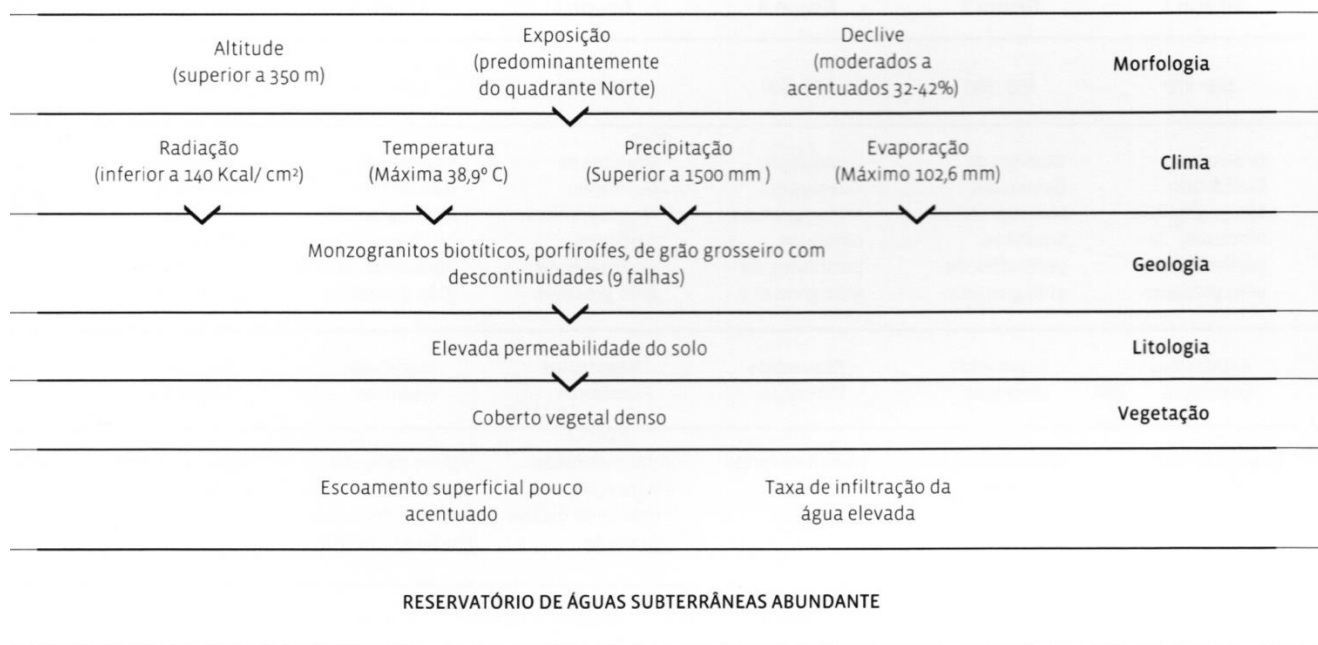 Altitude
(superior a 350 m)
Exposição
(predominantemente
do quadrante Norte)
Declive
(moderados a
acentuados 32-42%)
Morfologia
Radiação
(inferior a 140 Kcal/ cm²)
Temperatura
(Máxima 38,9º C)
Precipitação
(Superior a 1500 mm )
Evaporação
(Máximo 102,6 mm)
Clima
Monzogranitos biotíticos, porfiroífes, de grão grosseiro com
descontinuidades (9 falhas)
Geologia
Elevada permeabilidade do solo
Litologia
Coberto vegetal denso
Vegetação
Escoamento superficial pouco
acentuado
Taxa de infiltração da
água elevada
RESERVATÓRIO DE ÁGUAS SUBTERRÂNEAS ABUNDANTE